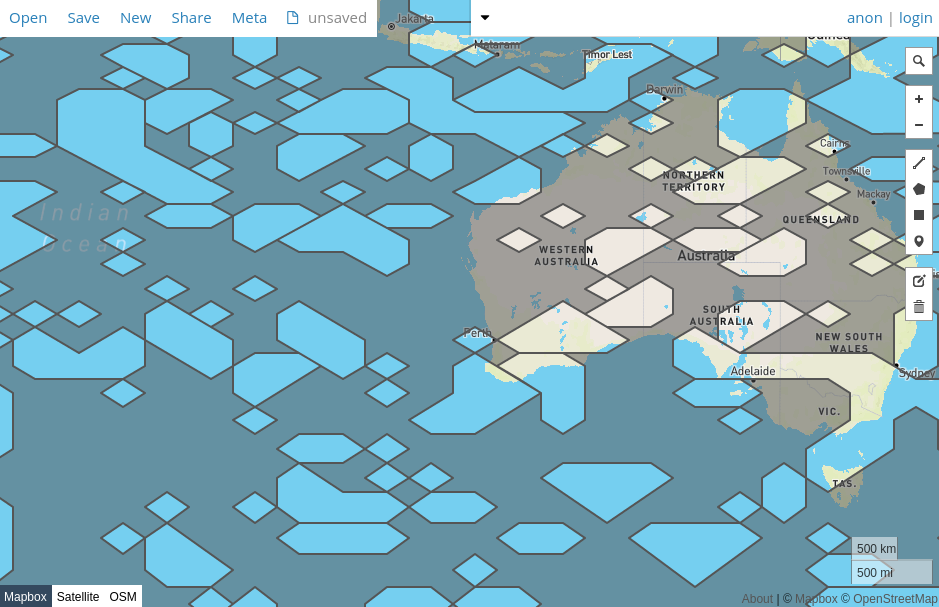 Open Save New Share Meta unsaved
anon | login
Jakarta
Mataram
Timor Lest
Guinea
Darwin
Cairns
Townsville
Mackay
NORTHERN
TERRITORY
QUEENSLAND
Indian
Ocean
WESTERN
AUSTRALIA
Australia
SOUTH
AUSTRALIA
Perth
NEW SOUTH
WALES
Adelaide
Sydney
VIC.
TAS.
500 km
500 mi
Mapbox Satellite OSM
About | © Mapbox © OpenStreetMap